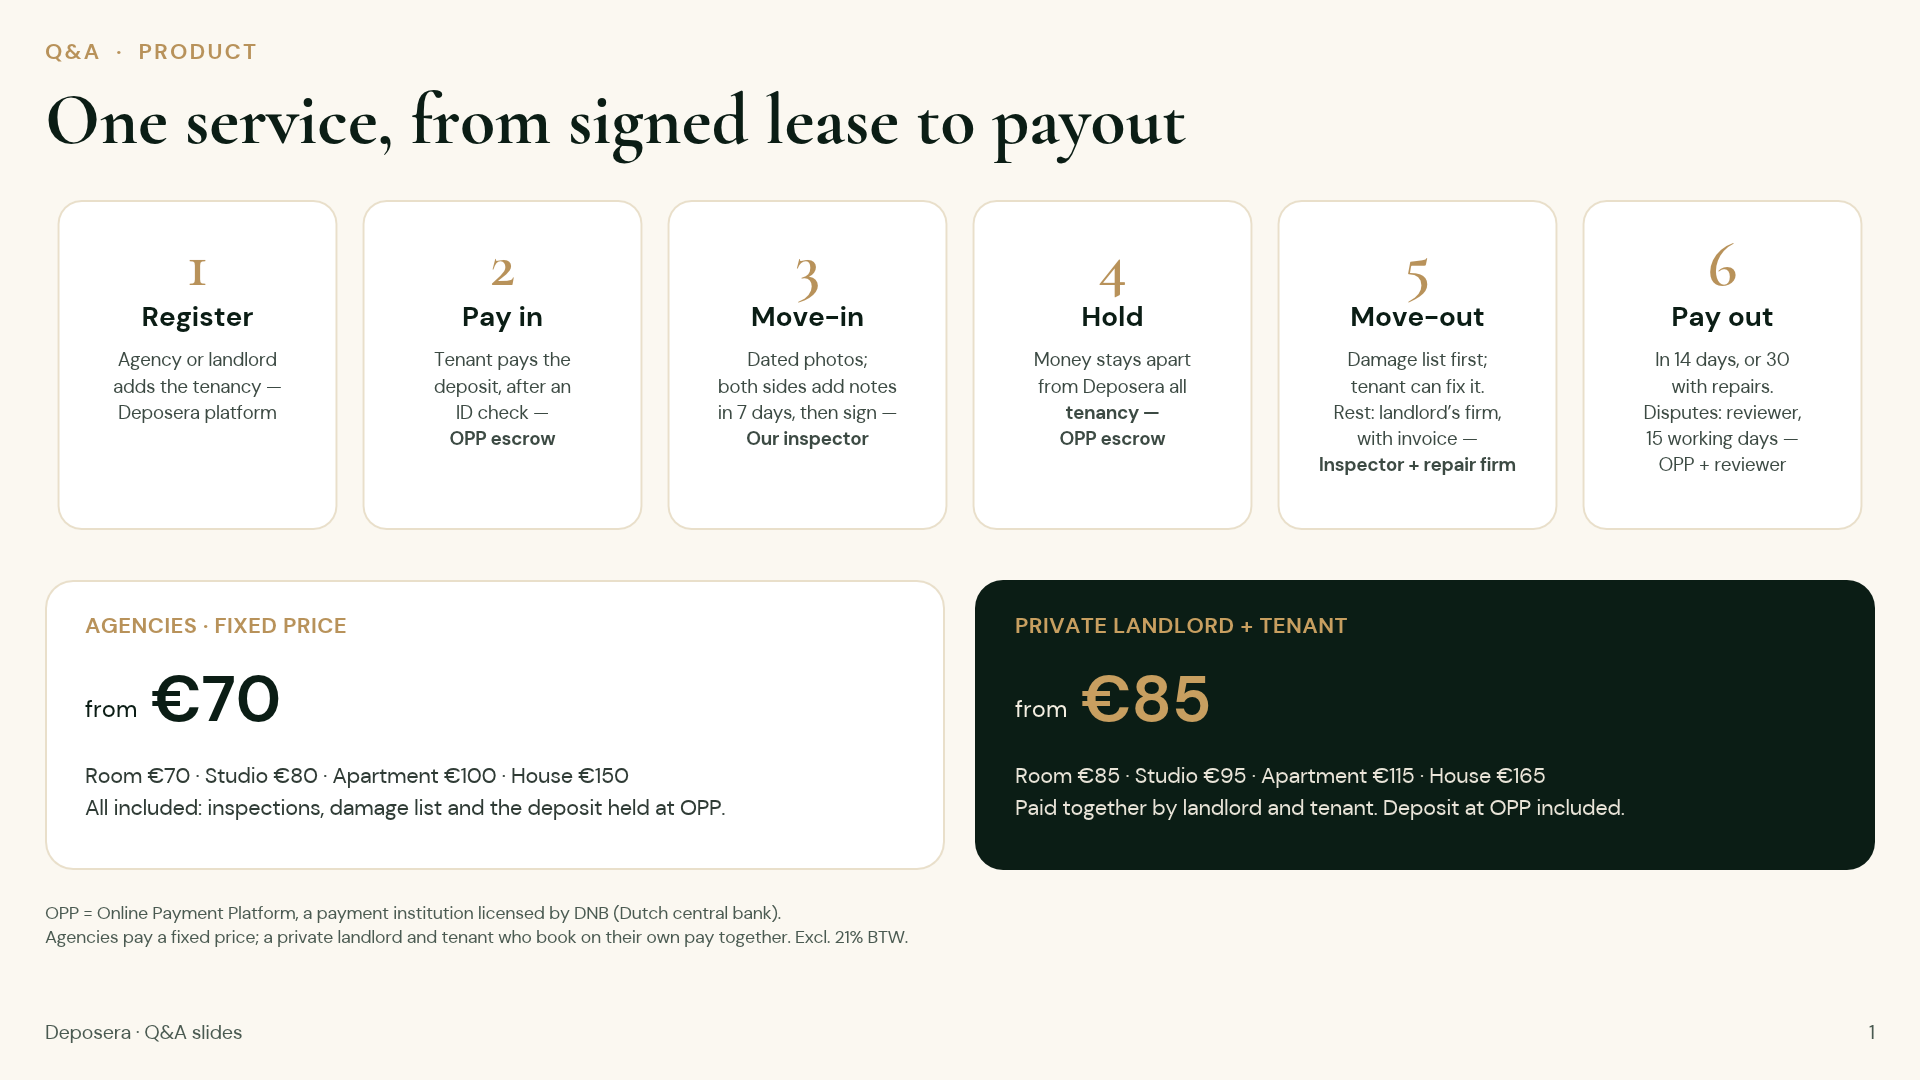 Q&A · PRODUCT
One service, from signed lease to payout
1
Register
Agency or landlord
adds the tenancy —
Deposera platform
2
Pay in
Tenant pays the
deposit, after an
ID check —
OPP escrow
3
Move-in
Dated photos;
both sides add notes
in 7 days, then sign —
Our inspector
4
Hold
Money stays apart
from Deposera all
tenancy —
OPP escrow
5
Move-out
Damage list first;
tenant can fix it.
Rest: landlord’s firm,
with invoice —
Inspector + repair firm
6
Pay out
In 14 days, or 30
with repairs.
Disputes: reviewer,
15 working days —
OPP + reviewer
AGENCIES · FIXED PRICE
from €70
Room €70 · Studio €80 · Apartment €100 · House €150
All included: inspections, damage list and the deposit held at OPP.
PRIVATE LANDLORD + TENANT
from €85
Room €85 · Studio €95 · Apartment €115 · House €165
Paid together by landlord and tenant. Deposit at OPP included.
OPP = Online Payment Platform, a payment institution licensed by DNB (Dutch central bank).
Agencies pay a fixed price; a private landlord and tenant who book on their own pay together. Excl. 21% BTW.
Deposera · Q&A slides
1